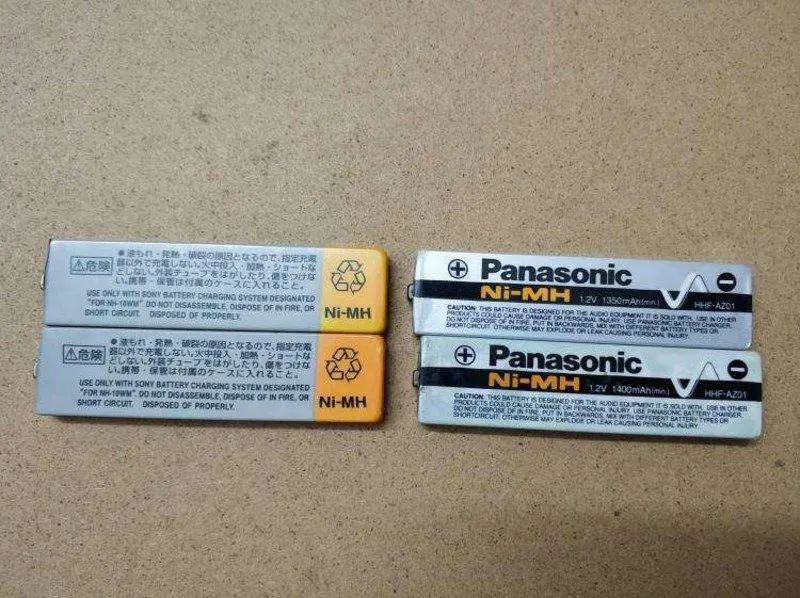 ⚠危険
●液もれ・発熱・破裂の原因となるので、指定充電
器以外で充電しない。火中投入・加熱・ショートな
どしない。外装チューブをはがしたり、傷をつけな
い。携帯・保管は付属のケースに入れること。
USE ONLY WITH SONY BATTERY CHARGING SYSTEM DESIGNATED
"FOR NH-10WM" DO NOT DISASSEMBLE, DISPOSE OF IN FIRE, OR
SHORT CIRCUIT. DISPOSED OF PROPERLY.
Ni-MH
⚠危険
●液もれ・発熱・破裂の原因となるので、指定充電
器以外で充電しない。火中投入・加熱・ショートな
どしない。外装チューブをはがしたり、傷をつけな
い。携帯・保管は付属のケースに入れること。
USE ONLY WITH SONY BATTERY CHARGING SYSTEM DESIGNATED
"FOR NH-10WM" DO NOT DISASSEMBLE, DISPOSE OF IN FIRE, OR
SHORT CIRCUIT. DISPOSED OF PROPERLY.
Ni-MH
⊕ Panasonic ⊖
Ni-MH 1.2V 1350mAh(min.) HHF-AZ01
CAUTION: THIS BATTERY IS DESIGNED FOR THE AUDIO EQUIPMENT IT IS SOLD WITH. USE IN OTHER
PRODUCTS COULD CAUSE DAMAGE OR PERSONAL INJURY. USE PANASONIC BATTERY CHARGER.
DO NOT DISPOSE OF IN FIRE, PUT IN BACKWARDS, MIX WITH DIFFERENT BATTERY TYPES OR
SHORTCIRCUIT. OTHERWISE MAY EXPLODE OR LEAK CAUSING PERSONAL INJURY.
⊕ Panasonic ⊖
Ni-MH 1.2V 1400mAh(min.) HHF-AZ01
CAUTION: THIS BATTERY IS DESIGNED FOR THE AUDIO EQUIPMENT IT IS SOLD WITH. USE IN OTHER
PRODUCTS COULD CAUSE DAMAGE OR PERSONAL INJURY. USE PANASONIC BATTERY CHARGER.
DO NOT DISPOSE OF IN FIRE, PUT IN BACKWARDS, MIX WITH DIFFERENT BATTERY TYPES OR
SHORTCIRCUIT. OTHERWISE MAY EXPLODE OR LEAK CAUSING PERSONAL INJURY.